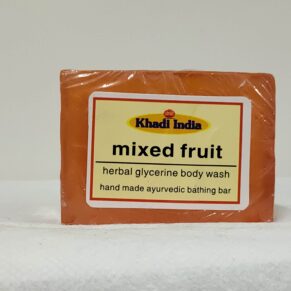 Khadi India
mixed fruit
herbal glycerine body wash
hand made ayurvedic bathing bar